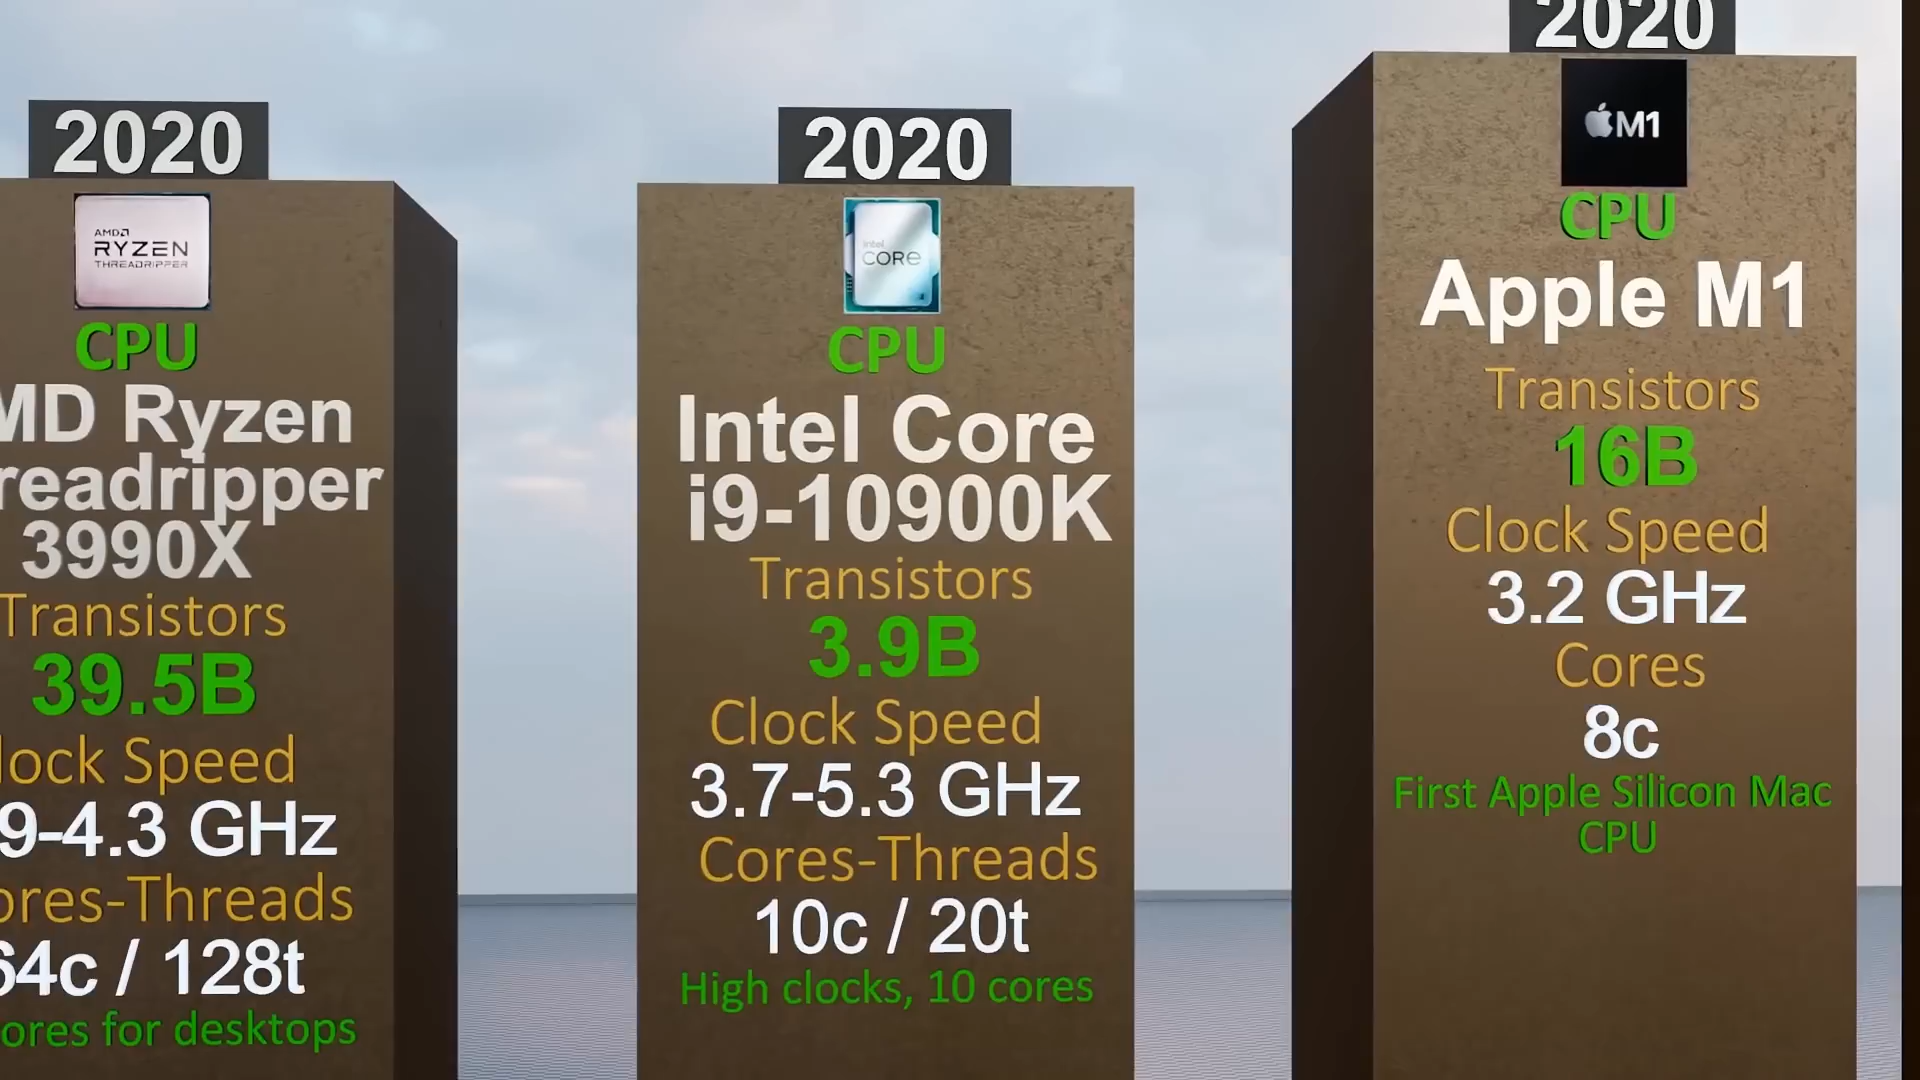 2020
AMD
RYZEN
THREADRIPPER
CPU
MD Ryzen
readripper
3990X
Transistors
39.5B
lock Speed
9-4.3 GHz
ores-Threads
64c / 128t
ores for desktops
2020
intel
CORE
CPU
Intel Core
i9-10900K
Transistors
3.9B
Clock Speed
3.7-5.3 GHz
Cores-Threads
10c / 20t
High clocks, 10 cores
2020
M1
CPU
Apple M1
Transistors
16B
Clock Speed
3.2 GHz
Cores
8c
First Apple Silicon Mac
CPU